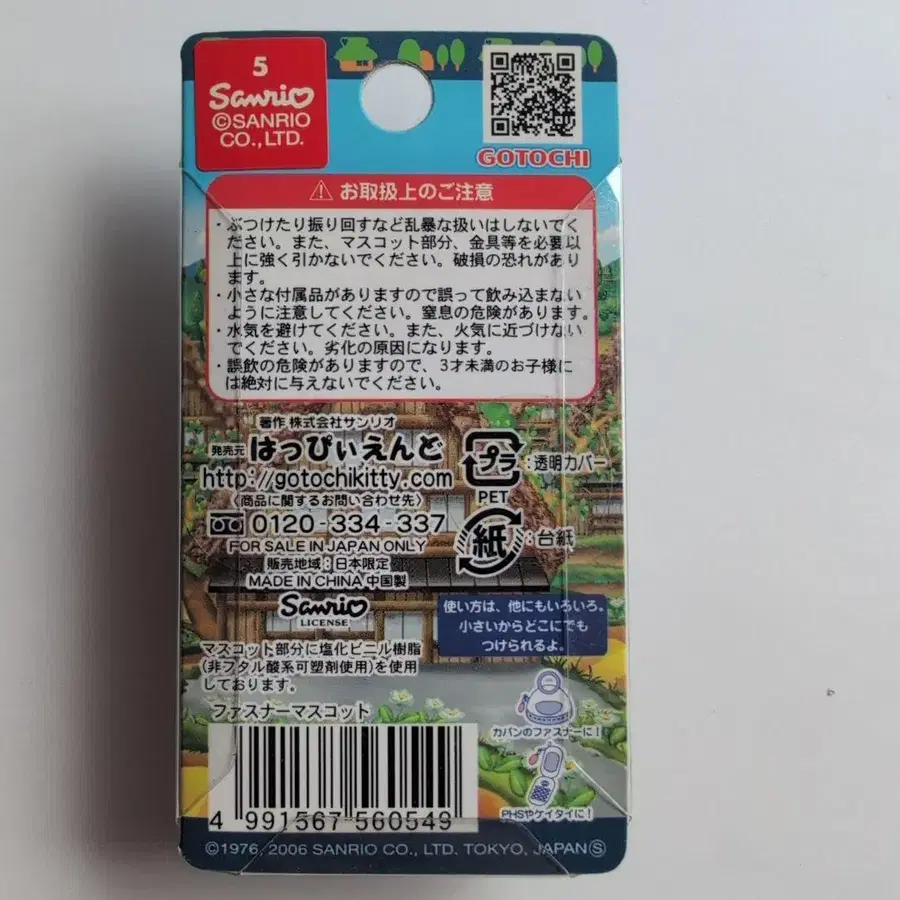 5
Sanrio
©SANRIO
CO.,LTD.
GOTOCHI
⚠ お取扱上のご注意
・ぶつけたり振り回すなど乱暴な扱いはしないでく
ださい。また、マスコット部分、金具等を必要以
上に強く引かないでください。破損の恐れがあり
ます。
・小さな付属品がありますので誤って飲み込まない
ように注意してください。窒息の危険があります。
・水気を避けてください。また、火気に近づけない
でください。劣化の原因になります。
・誤飲の危険がありますので、3才未満のお子様に
は絶対に与えないでください。
著作 株式会社サンリオ
発売元 はっぴぃえんど
http://gotochikitty.com
〈商品に関するお問い合わせ先〉
0120-334-337
FOR SALE IN JAPAN ONLY
販売地域:日本限定
MADE IN CHINA 中国製
Sanrio
LICENSE
プラ:透明カバー
PET
紙:台紙
マスコット部分に塩化ビニル樹脂
(非フタル酸系可塑剤使用)を使用
しております。
ファスナーマスコット
使い方は、他にもいろいろ。
小さいからどこにでも
つけられるよ。
カバンのファスナーに!
PHSやケイタイに!
4 991567 560549
©1976, 2006 SANRIO CO., LTD. TOKYO, JAPAN Ⓢ